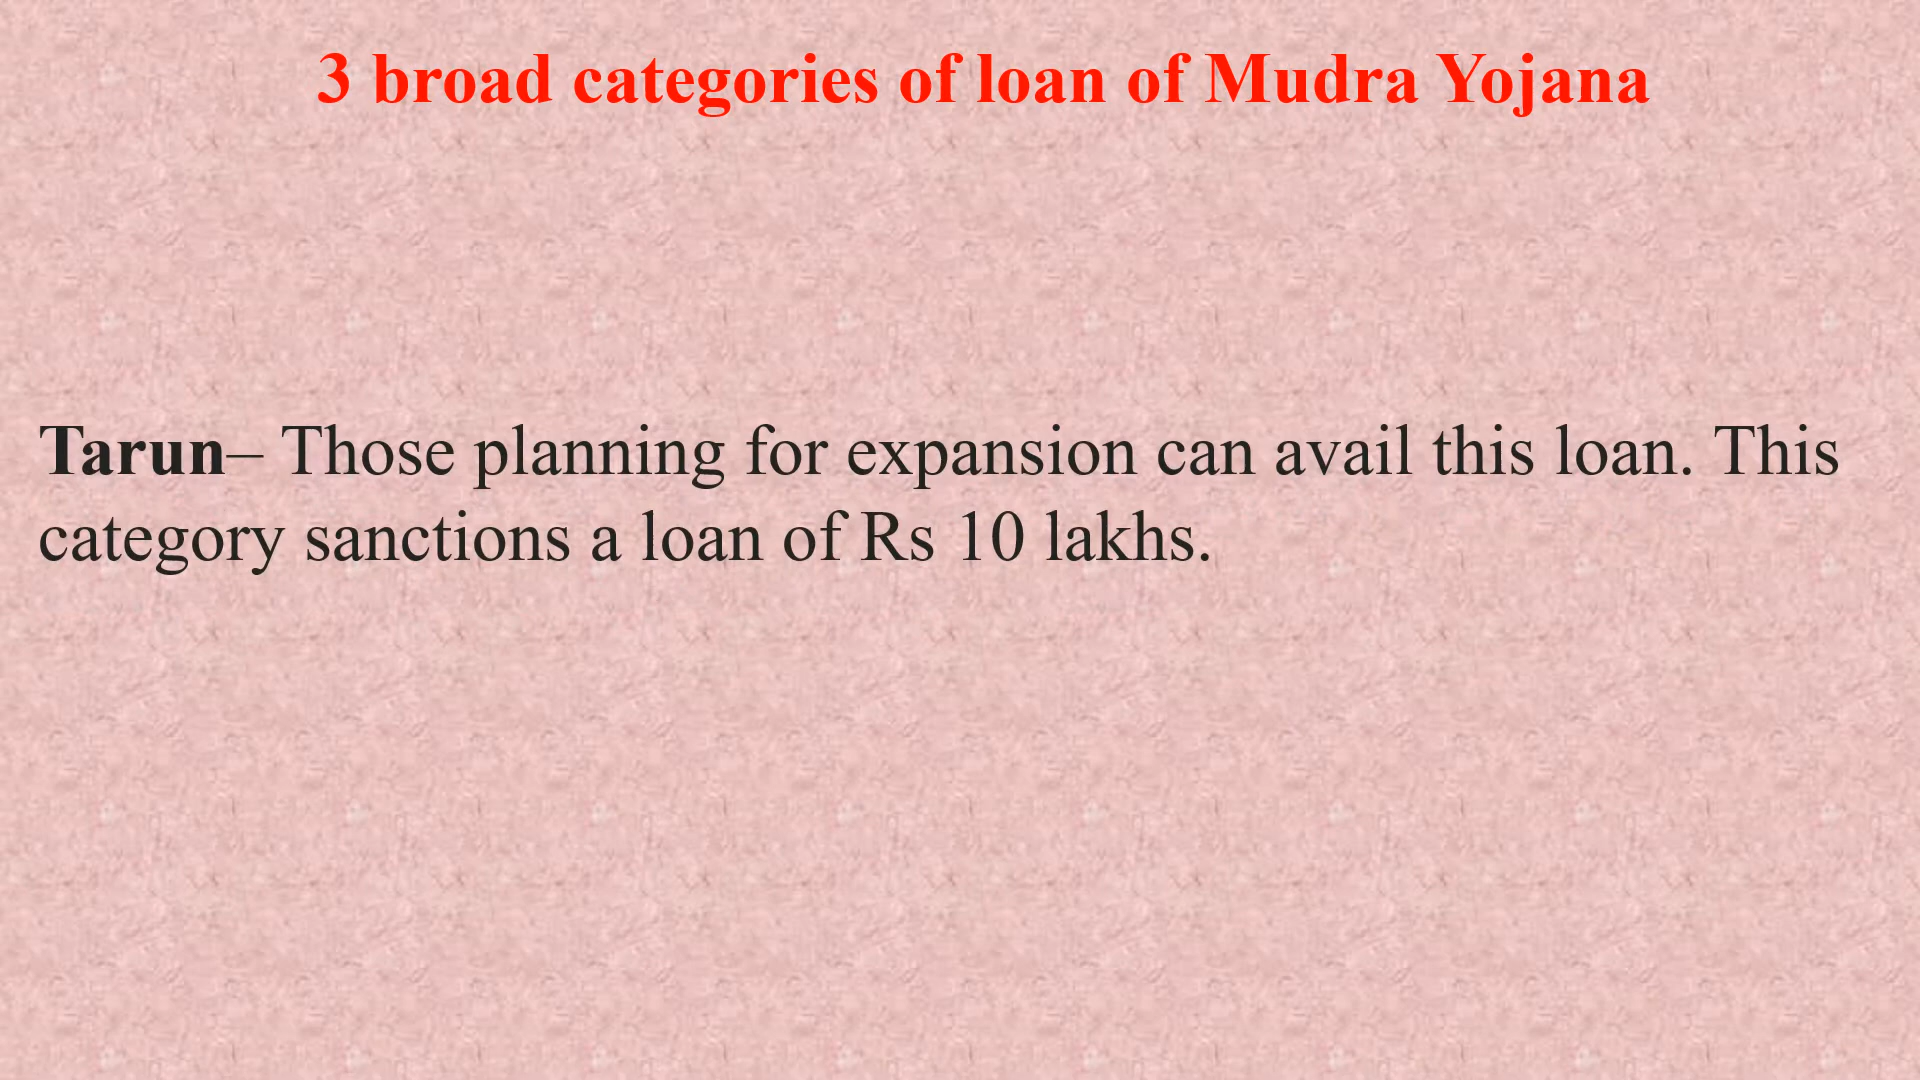 3 broad categories of loan of Mudra Yojana
Tarun– Those planning for expansion can avail this loan. This
category sanctions a loan of Rs 10 lakhs.